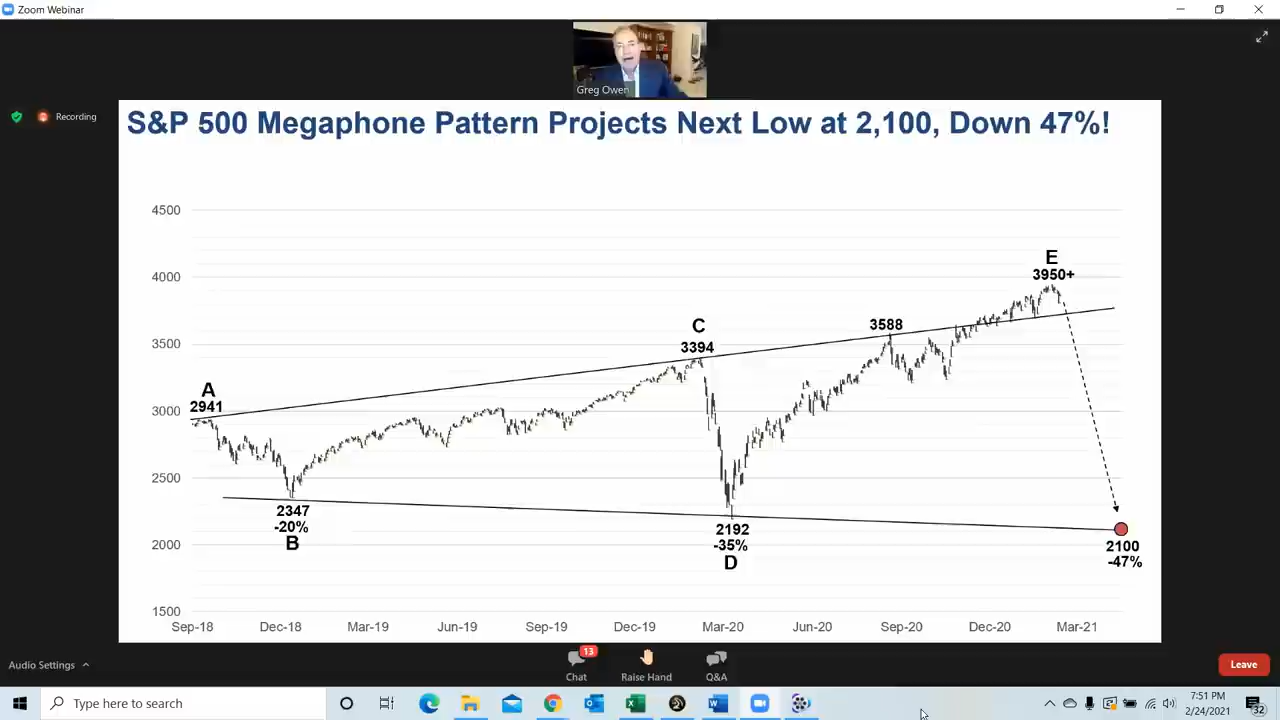 Zoom Webinar
Greg Owen
Recording
S&P 500 Megaphone Pattern Projects Next Low at 2,100, Down 47%!
4500
4000
3500
3000
2500
2000
1500
A
2941
2347
-20%
B
C
3394
2192
-35%
D
3588
E
3950+
2100
-47%
Sep-18 Dec-18 Mar-19 Jun-19 Sep-19 Dec-19 Mar-20 Jun-20 Sep-20 Dec-20 Mar-21
Audio Settings
13
Chat
Raise Hand
Q&A
Leave
Type here to search
7:51 PM
2/24/2021
32